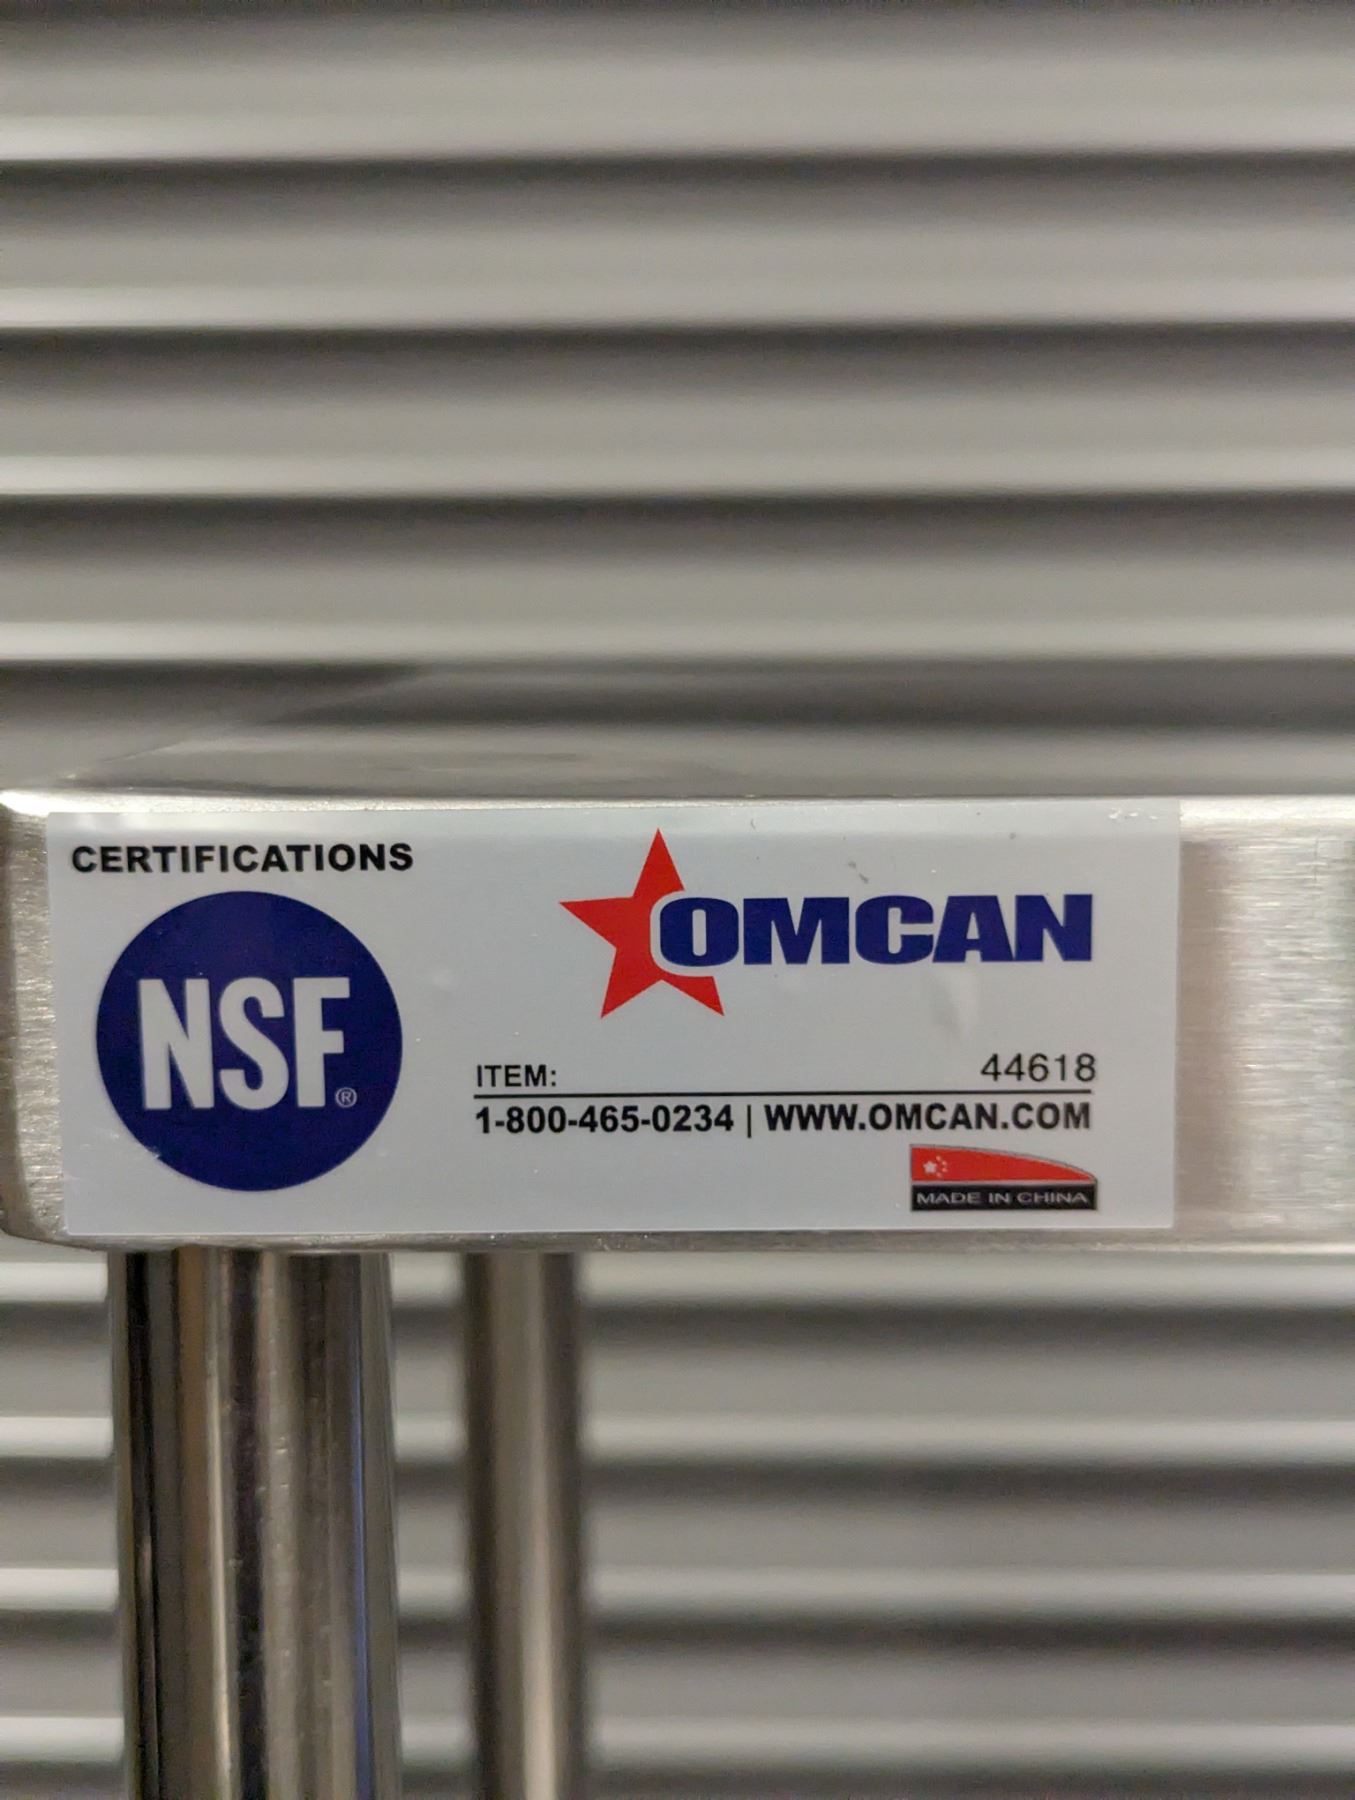 CERTIFICATIONS
NSF®
OMCAN
ITEM: 44618
1-800-465-0234 | WWW.OMCAN.COM
MADE IN CHINA